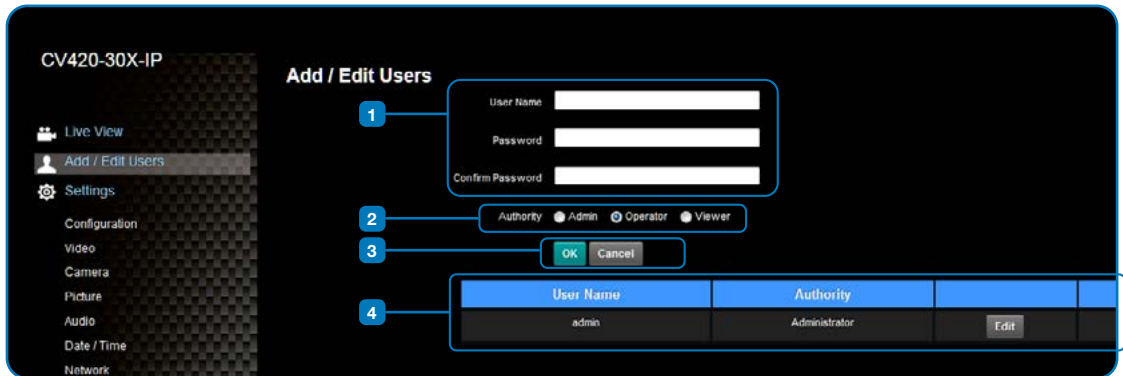 CV420-30X-IP
Live View
Add / Edit Users
Settings
Configuration
Video
Camera
Picture
Audio
Date / Time
Network
Add / Edit Users
1
User Name
Password
Confirm Password
2
Authority Admin Operator Viewer
3
OK Cancel
4
User Name Authority
admin Administrator Edit